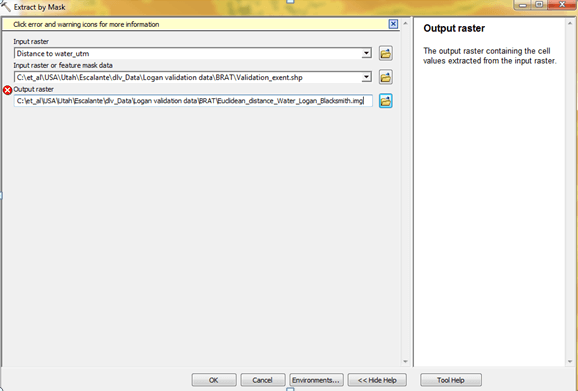 Extract by Mask
Click error and warning icons for more information
Input raster
Distance to water_utm
Input raster or feature mask data
C:\et_al\USA\Utah\Escalante\dlv_Data\Logan validation data\BRAT\Validation_exent.shp
Output raster
C:\et_al\USA\Utah\Escalante\dlv_Data\Logan validation data\BRAT\Euclidean_distance_Water_Logan_Blacksmith.img
OK
Cancel
Environments...
<< Hide Help
Output raster
The output raster containing the cell
values extracted from the input raster.
Tool Help